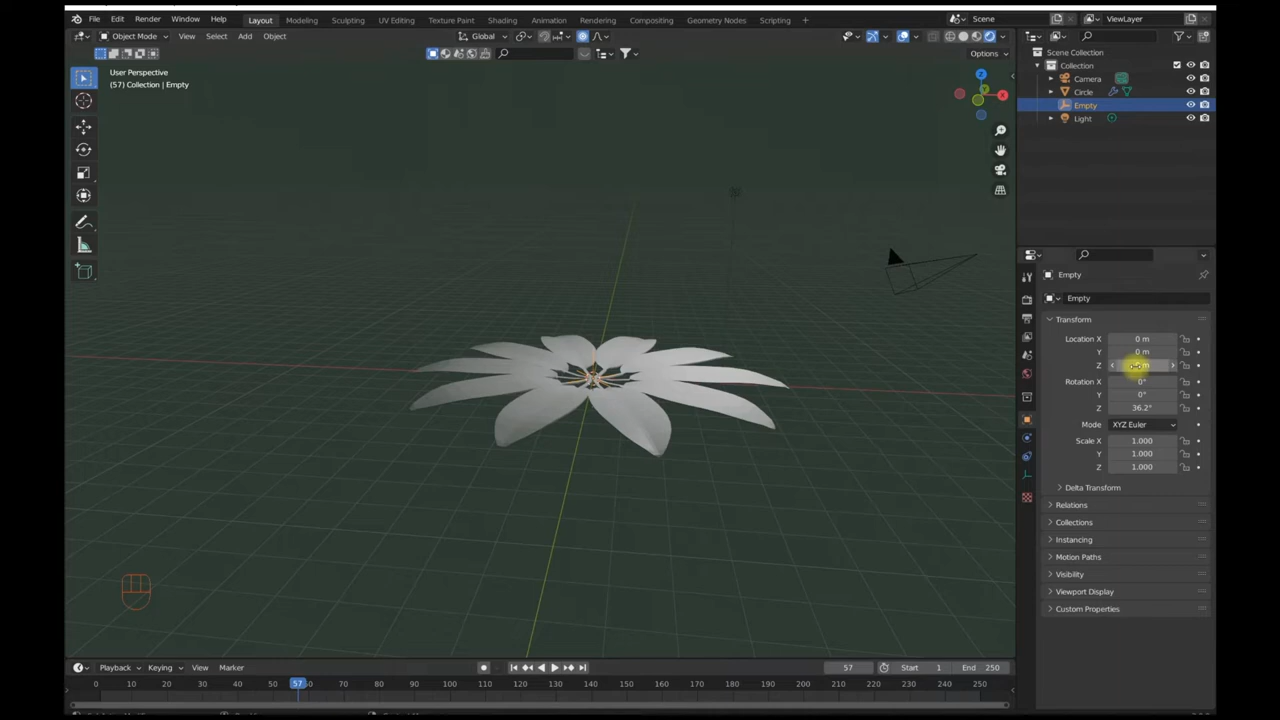 File Edit Render Window Help Layout Modeling Sculpting UV Editing Texture Paint Shading Animation Rendering Compositing Geometry Nodes Scripting + Scene ViewLayer
Object Mode View Select Add Object Global
Options
User Perspective
(57) Collection | Empty
Z
Y
X
Scene Collection
Collection
Camera
Circle
Empty
Light
Empty
Empty
Transform
Location X 0 m
Y 0 m
Z
Rotation X 0°
Y 0°
Z 36.2°
Mode XYZ Euler
Scale X 1.000
Y 1.000
Z 1.000
Delta Transform
Relations
Collections
Instancing
Motion Paths
Visibility
Viewport Display
Custom Properties
Playback Keying View Marker 57 Start 1 End 250
0 10 20 30 40 50 57 70 80 90 100 110 120 130 140 150 160 170 180 190 200 210 220 230 240 250